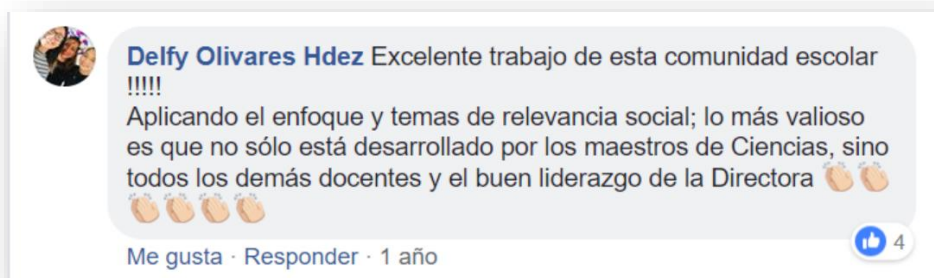 Delfy Olivares Hdez Excelente trabajo de esta comunidad escolar
!!!!!
Aplicando el enfoque y temas de relevancia social; lo más valioso
es que no sólo está desarrollado por los maestros de Ciencias, sino
todos los demás docentes y el buen liderazgo de la Directora 👏🏻👏🏻
👏🏻👏🏻👏🏻👏🏻
4
Me gusta · Responder · 1 año